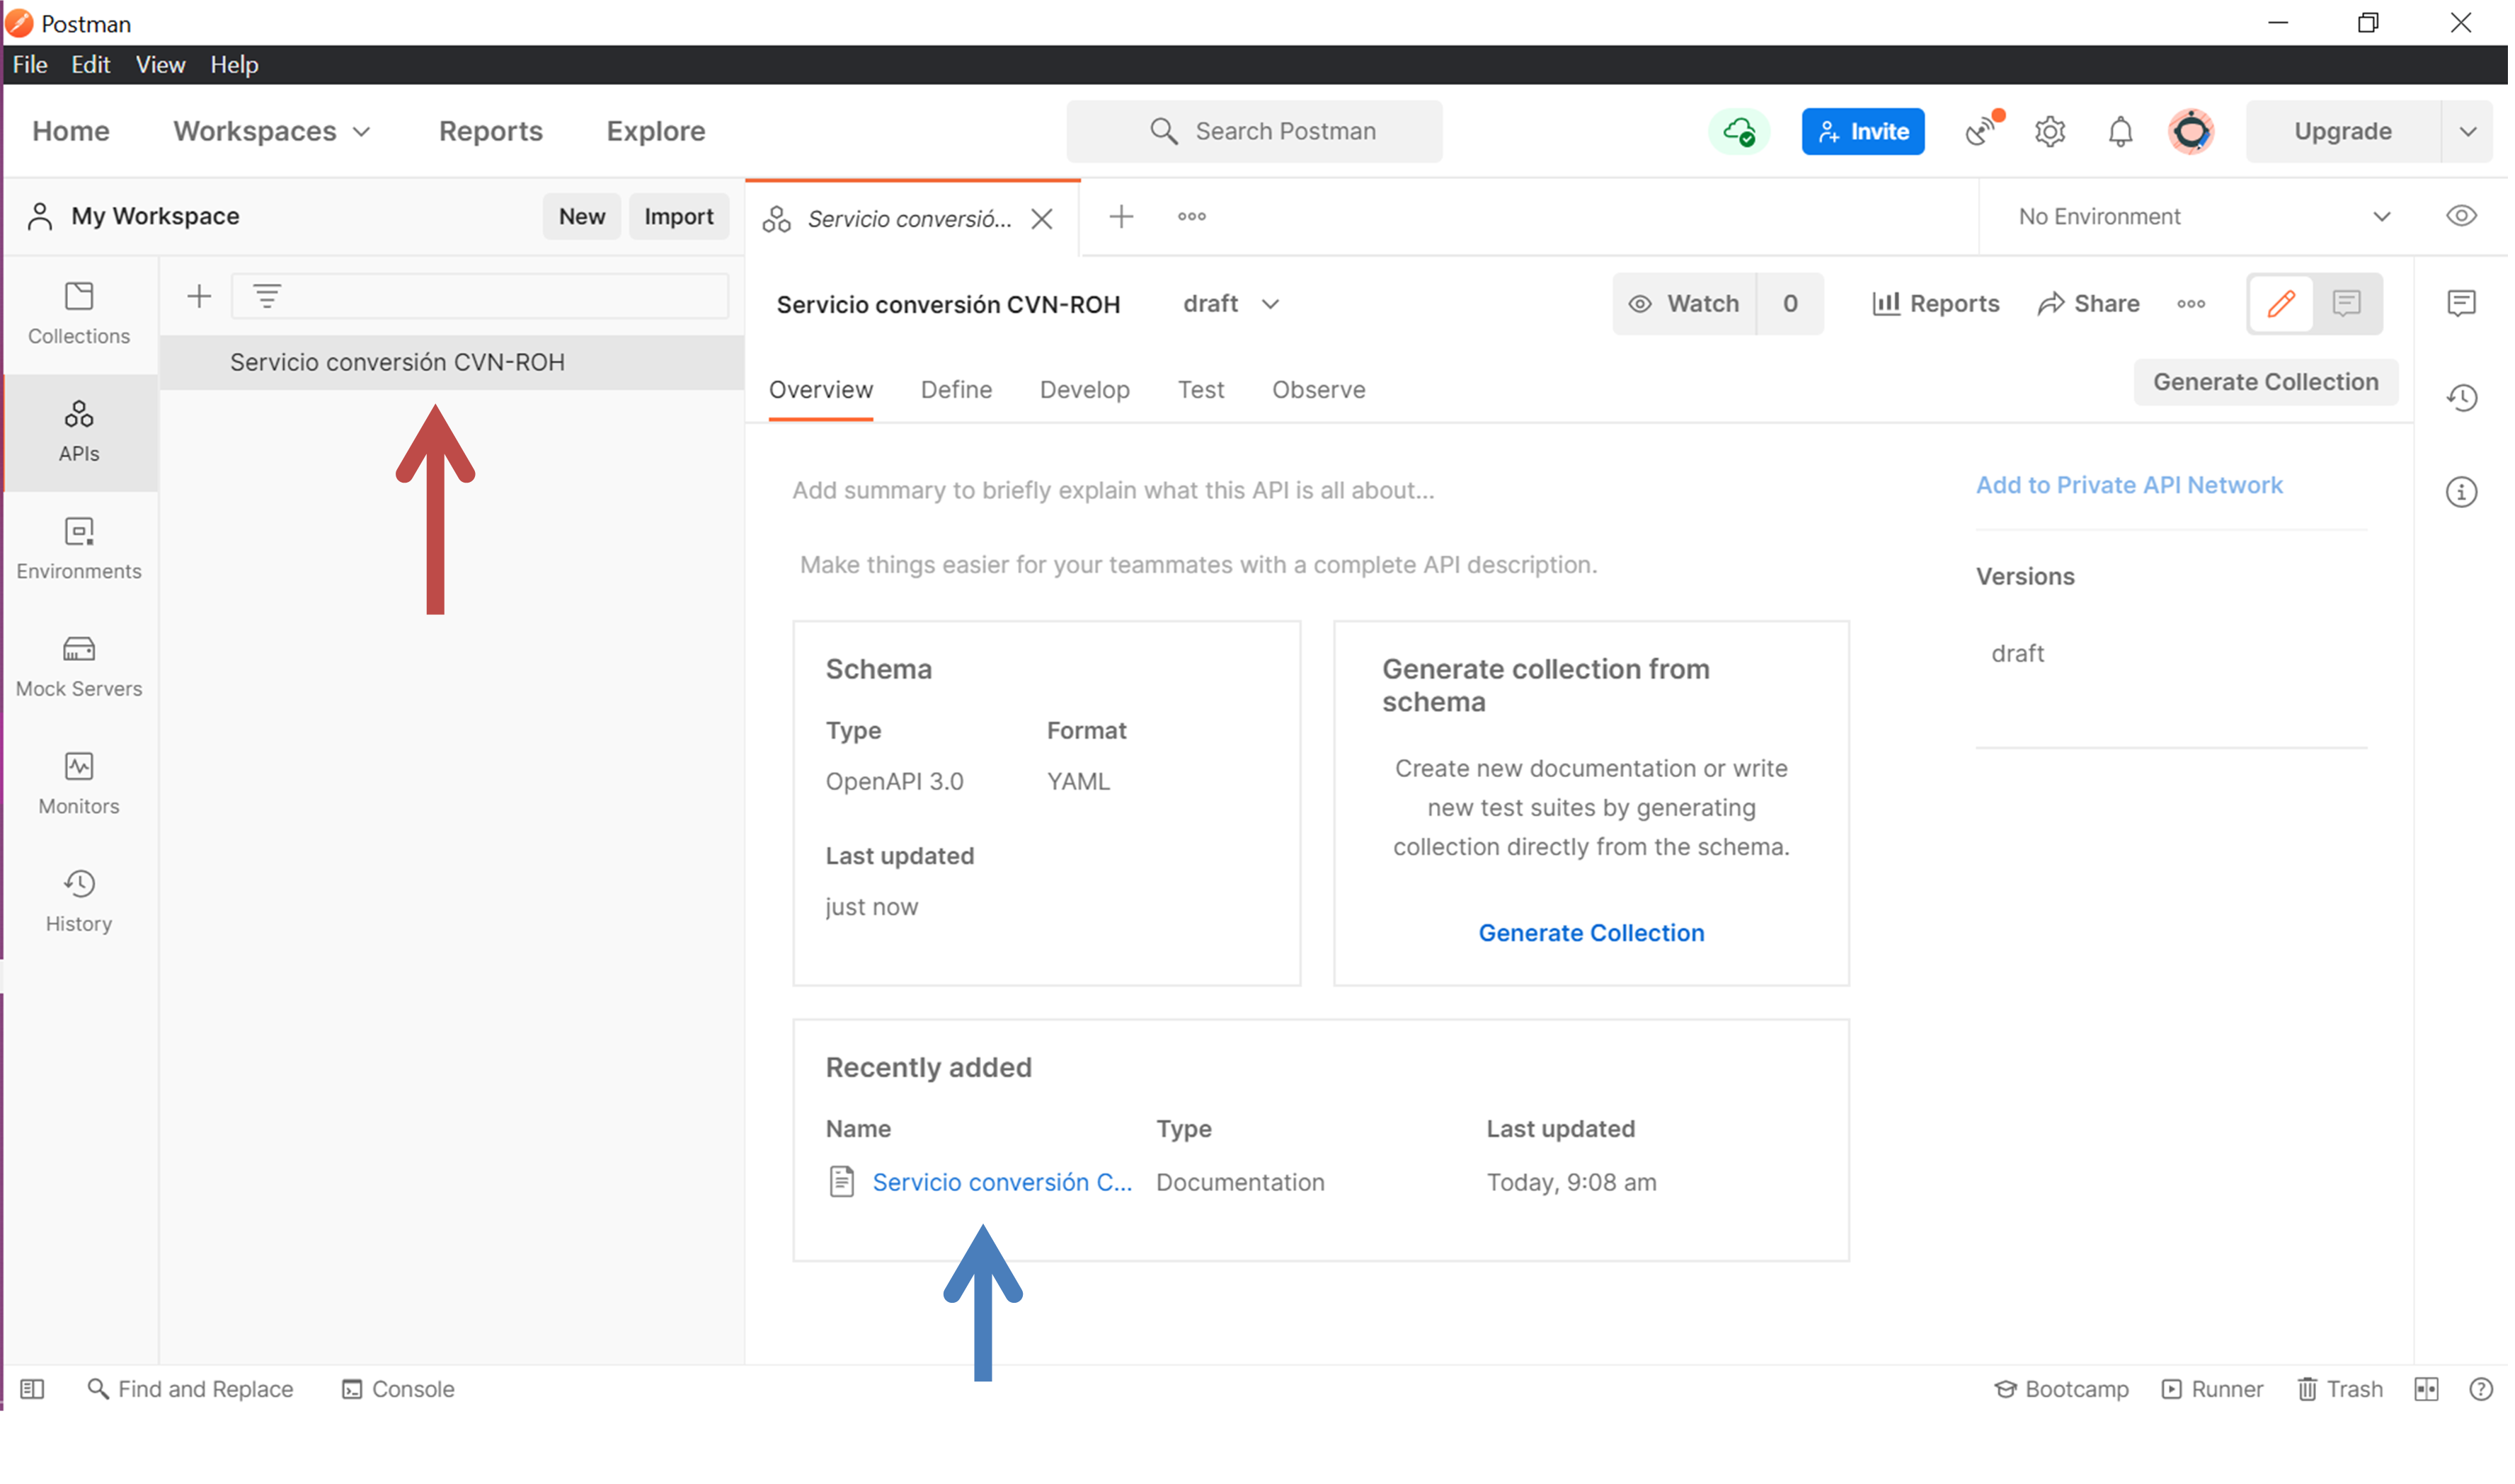 Postman
File Edit View Help
Home Workspaces Reports Explore Search Postman Invite Upgrade
My Workspace New Import Servicio conversió... No Environment
Servicio conversión CVN-ROH draft Watch 0 Reports Share
Collections
Servicio conversión CVN-ROH
Overview Define Develop Test Observe Generate Collection
APIs
Add summary to briefly explain what this API is all about...
Add to Private API Network
Make things easier for your teammates with a complete API description.
Environments
Versions
draft
Mock Servers
Schema
Type Format
OpenAPI 3.0 YAML
Last updated
just now
Generate collection from
schema
Create new documentation or write
new test suites by generating
collection directly from the schema.
Generate Collection
Monitors
History
Recently added
Name Type Last updated
Servicio conversión C... Documentation Today, 9:08 am
Find and Replace Console Bootcamp Runner Trash